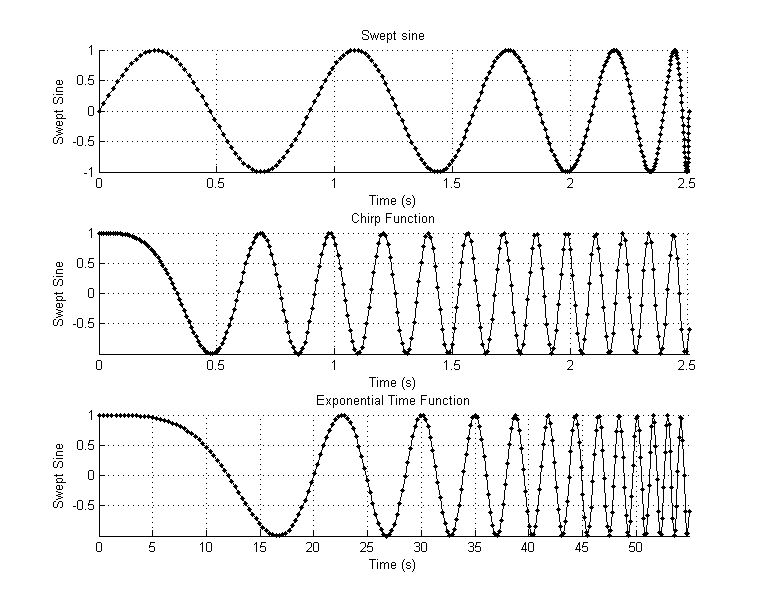 Swept sine
1
0.5
0
-0.5
-1
Swept Sine
0 0.5 1 1.5 2 2.5
Time (s)
Chirp Function
1
0.5
0
-0.5
Swept Sine
0 0.5 1 1.5 2 2.5
Time (s)
Exponential Time Function
1
0.5
0
-0.5
Swept Sine
0 5 10 15 20 25 30 35 40 45 50
Time (s)